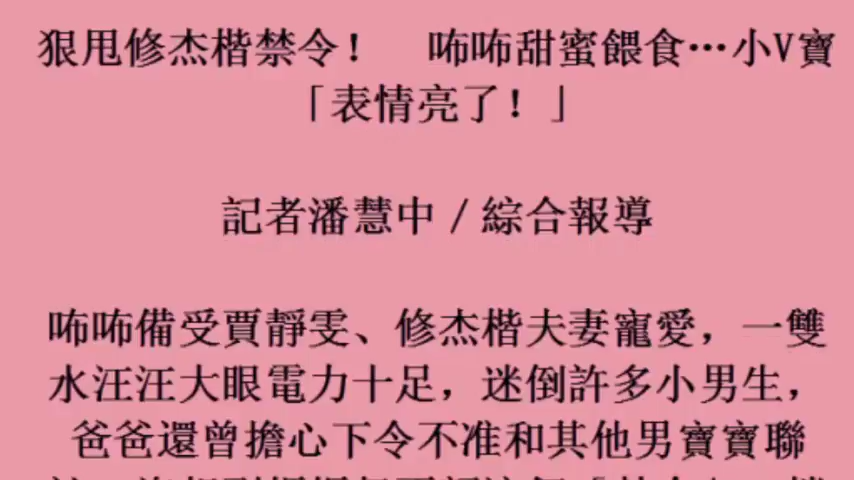 狠甩修杰楷禁令！ 咘咘甜蜜餵食…小V寶
「表情亮了！」
記者潘慧中／綜合報導
咘咘備受賈靜雯、修杰楷夫妻寵愛，一雙
水汪汪大眼電力十足，迷倒許多小男生，
爸爸還曾擔心下令不准和其他男寶寶聯